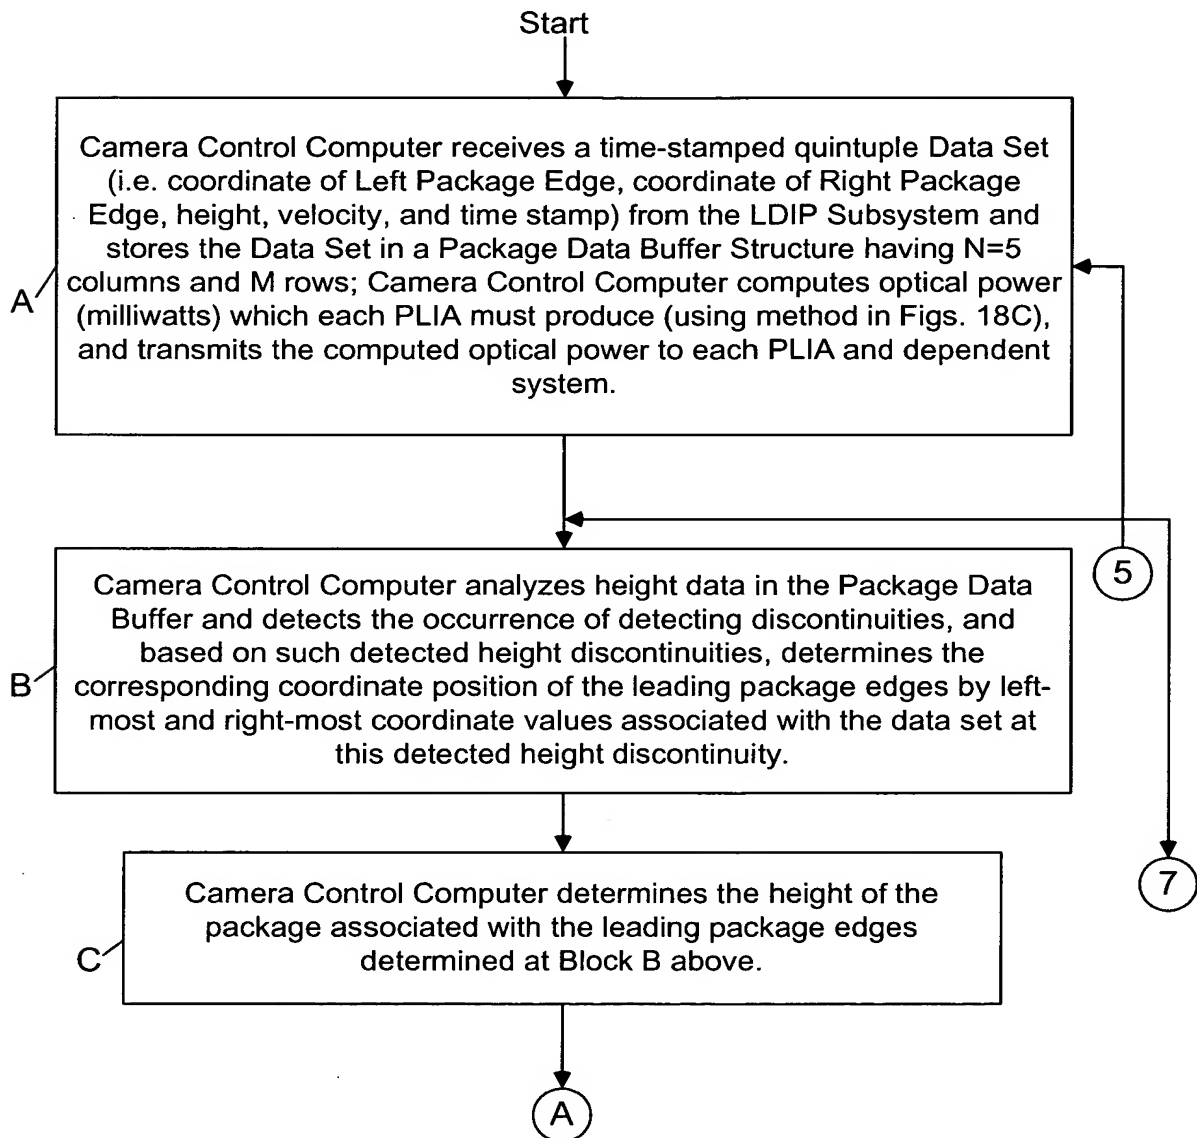 Start
Camera Control Computer receives a time-stamped quintuple Data Set
(i.e. coordinate of Left Package Edge, coordinate of Right Package
Edge, height, velocity, and time stamp) from the LDIP Subsystem and
stores the Data Set in a Package Data Buffer Structure having N=5
columns and M rows; Camera Control Computer computes optical power
(milliwatts) which each PLIA must produce (using method in Figs. 18C),
and transmits the computed optical power to each PLIA and dependent
system.
A
5
Camera Control Computer analyzes height data in the Package Data
Buffer and detects the occurrence of detecting discontinuities, and
based on such detected height discontinuities, determines the
corresponding coordinate position of the leading package edges by left-
most and right-most coordinate values associated with the data set at
this detected height discontinuity.
B
7
Camera Control Computer determines the height of the
package associated with the leading package edges
determined at Block B above.
C
A